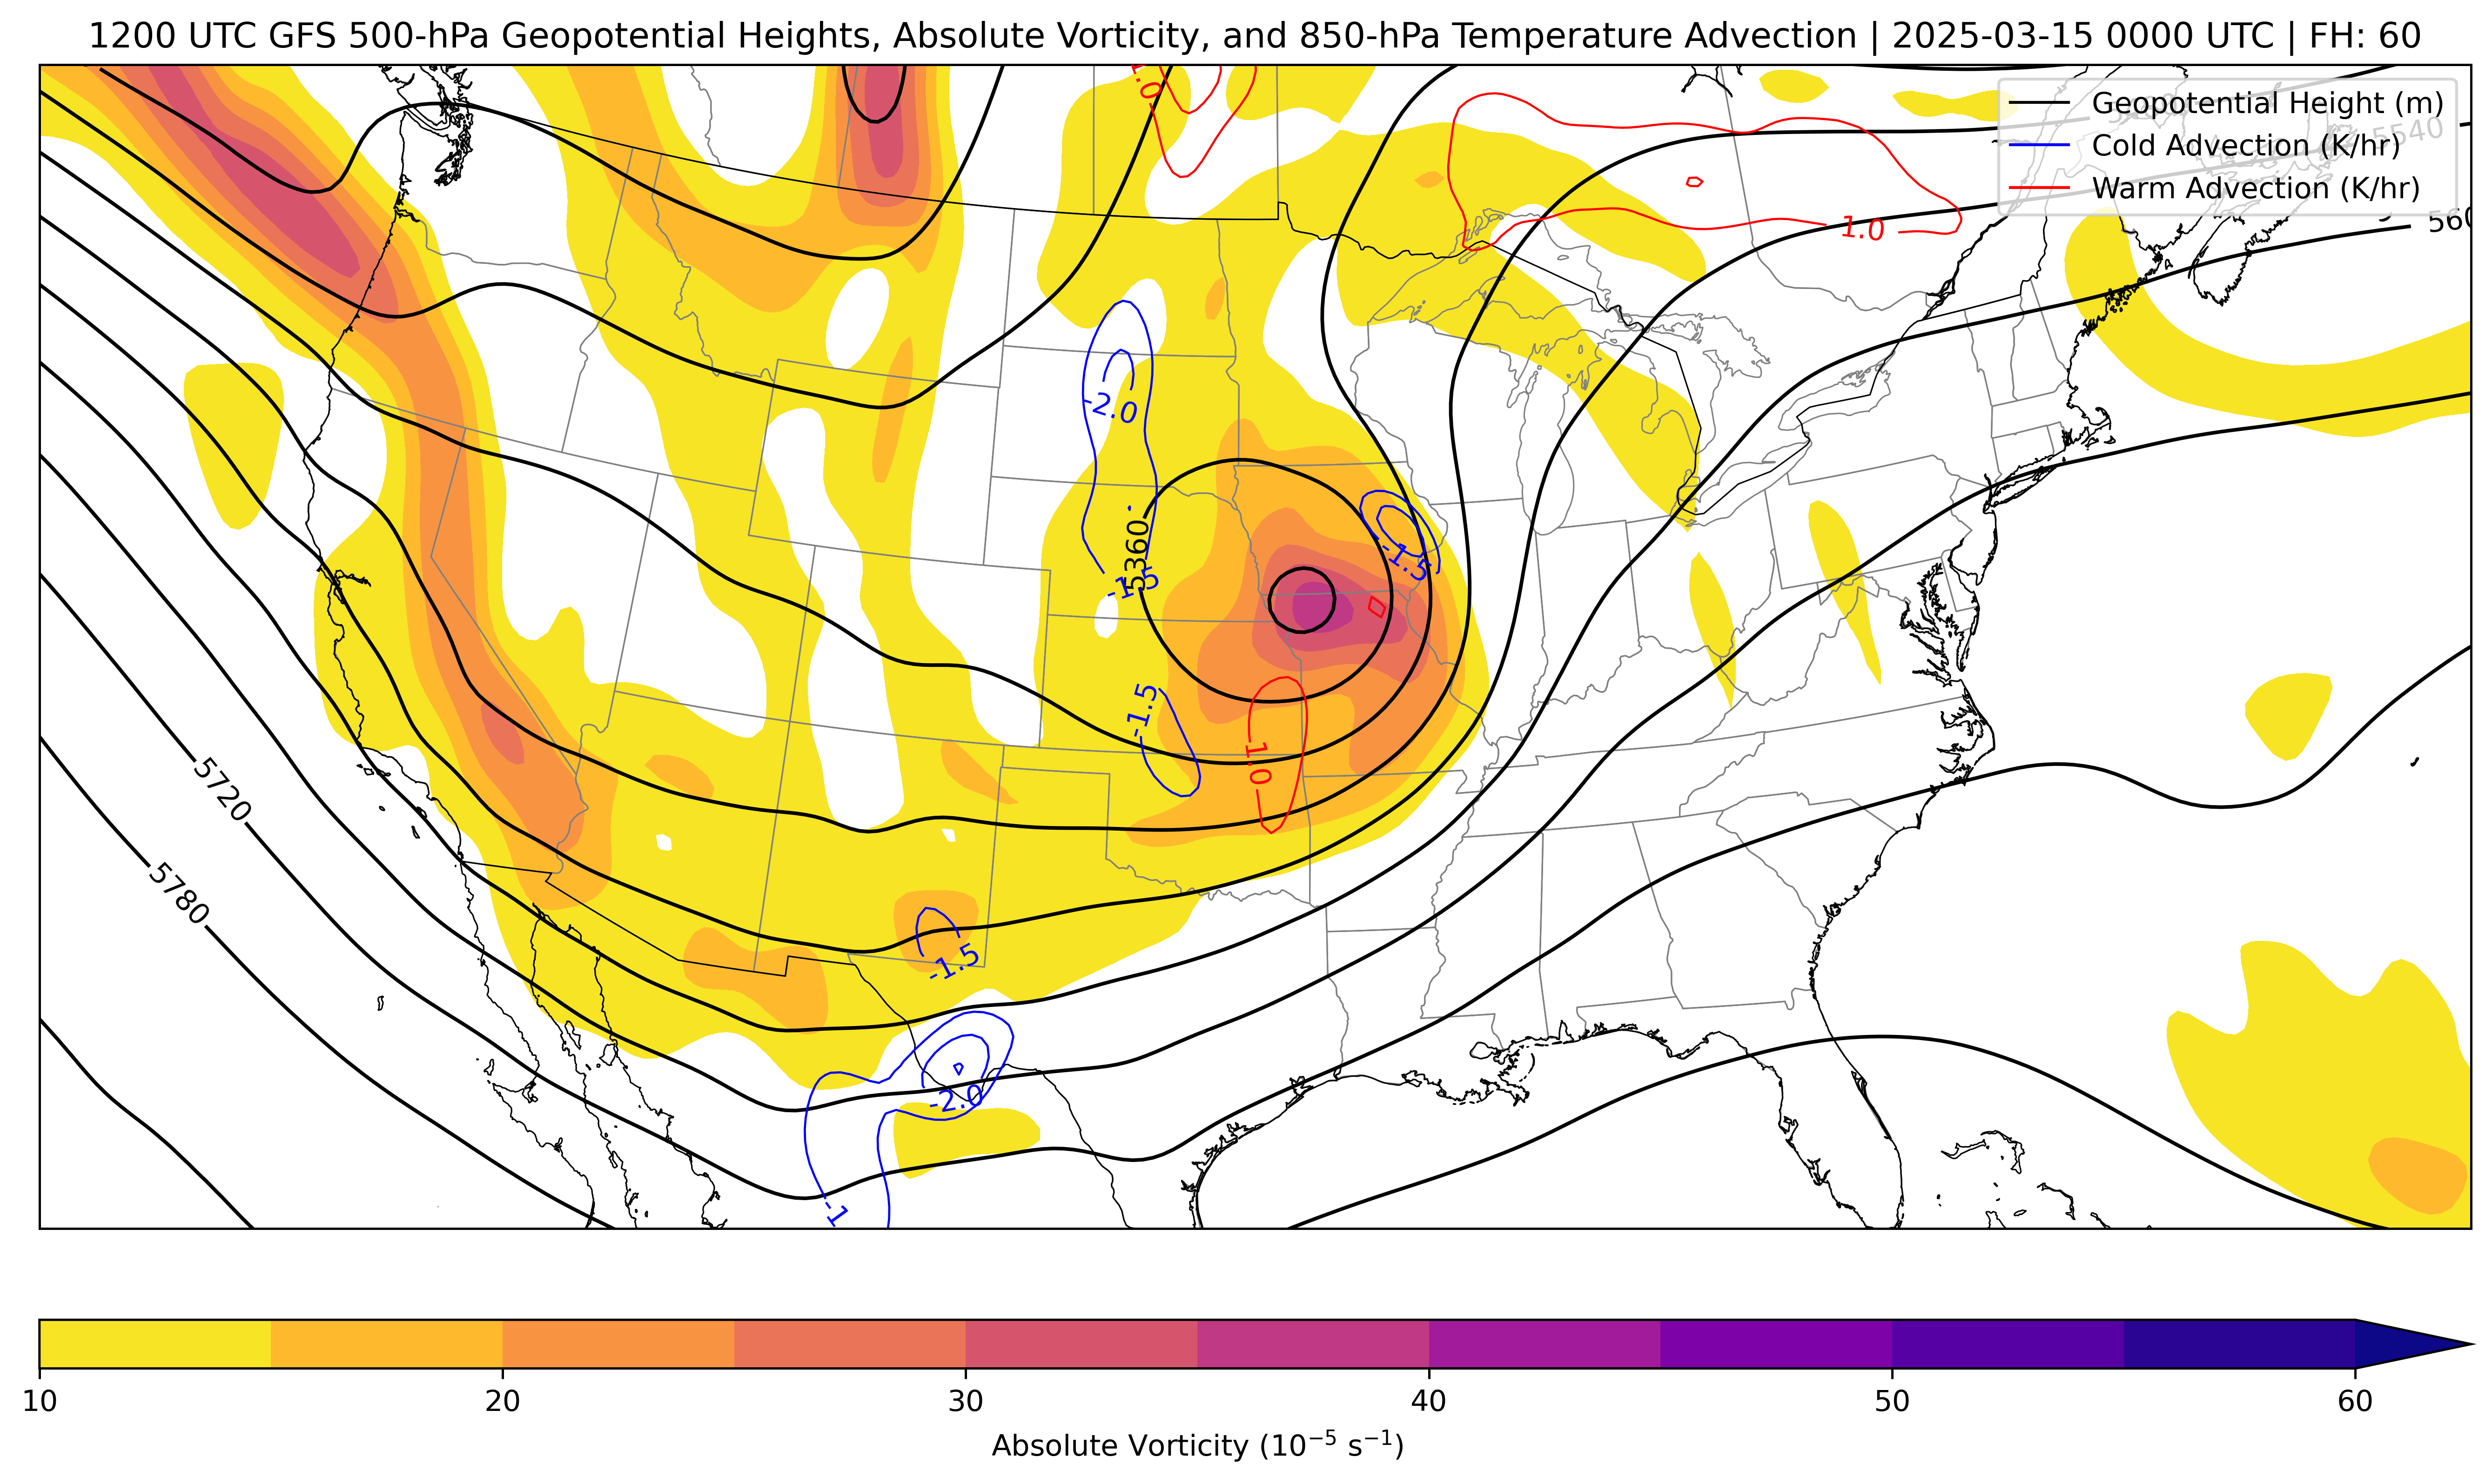 1200 UTC GFS 500-hPa Geopotential Heights, Absolute Vorticity, and 850-hPa Temperature Advection | 2025-03-15 0000 UTC | FH: 60
Geopotential Height (m)
Cold Advection (K/hr)
Warm Advection (K/hr)
5540
1.0
1.0
-2.0
5360
-1.5
-1.5
-1.5
1.0
5720
5780
-1.5
-2.0
-1
10 20 30 40 50 60
Absolute Vorticity (10⁻⁵ s⁻¹)